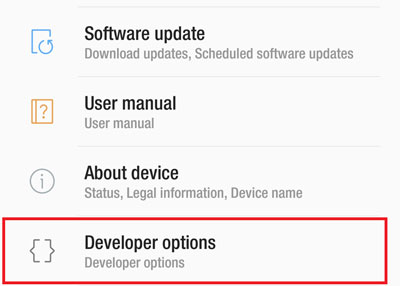 Software update
Download updates, Scheduled software updates
User manual
User manual
About device
Status, Legal information, Device name
Developer options
Developer options